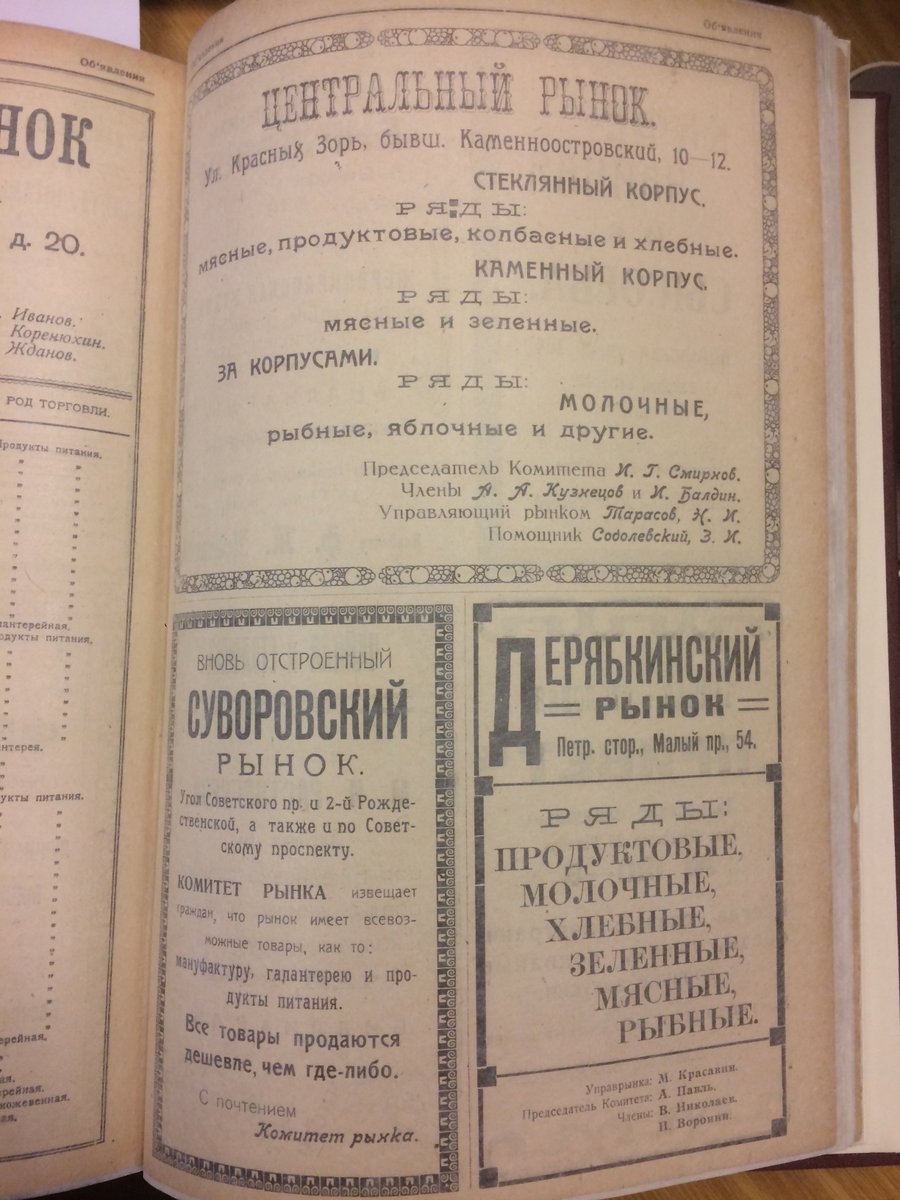 Об'явления
НОК
д. 20.
Иванов.
Коренюхин.
Жданов.
РОД ТОРГОВЛИ.
Продукты питания.
Об'явления
ЦЕНТРАЛЬНЫЙ РЫНОК.
Ул. Красных Зорь, бывш. Каменноостровский, 10—12.
СТЕКЛЯННЫЙ КОРПУС.
РЯДЫ:
мясные, продуктовые, колбасные и хлебные.
КАМЕННЫЙ КОРПУС.
РЯДЫ:
мясные и зеленные.
ЗА КОРПУСАМИ.
РЯДЫ:
МОЛОЧНЫЕ,
рыбные, яблочные и другие.
Председатель Комитета И. Г. Смирнов.
Члены А. А. Кузнецов и И. Балдин.
Управляющий рынком Тарасов, Н. И.
Помощник Соболевский, З. И.
ВНОВЬ ОТСТРОЕННЫЙ
СУВОРОВСКИЙ
РЫНОК.
Угол Советского пр. и 2-й Рожде-
ственской, а также и по Совет-
скому проспекту.
КОМИТЕТ РЫНКА извещает
граждан, что рынок имеет всевоз-
можные товары, как то:
мануфактуру, галантерею и про-
дукты питания.
Все товары продаются
дешевле, чем где-либо.
С почтением
Комитет рынка.
ДЕРЯБКИНСКИЙ
РЫНОК
Петр. стор., Малый пр., 54.
РЯДЫ:
ПРОДУКТОВЫЕ,
МОЛОЧНЫЕ,
ХЛЕБНЫЕ,
ЗЕЛЕННЫЕ,
МЯСНЫЕ,
РЫБНЫЕ.
Управрынка: М. Красавин.
Председатель Комитета: А. Павль.
Члены: В. Николаев.
П. Воронин.